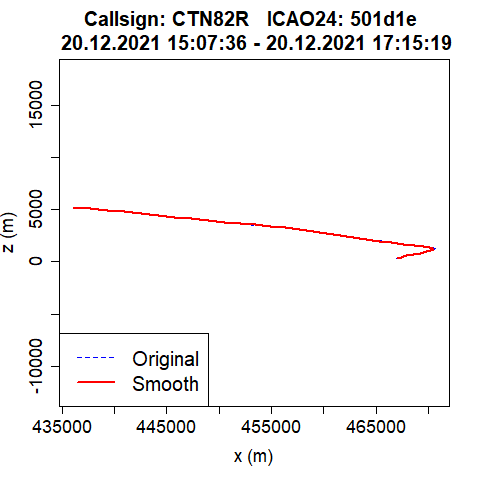 Callsign: CTN82R   ICAO24: 501d1e
20.12.2021 15:07:36 - 20.12.2021 17:15:19
15000
5000
0
-10000
z (m)
Original
Smooth
435000 445000 455000 465000
x (m)